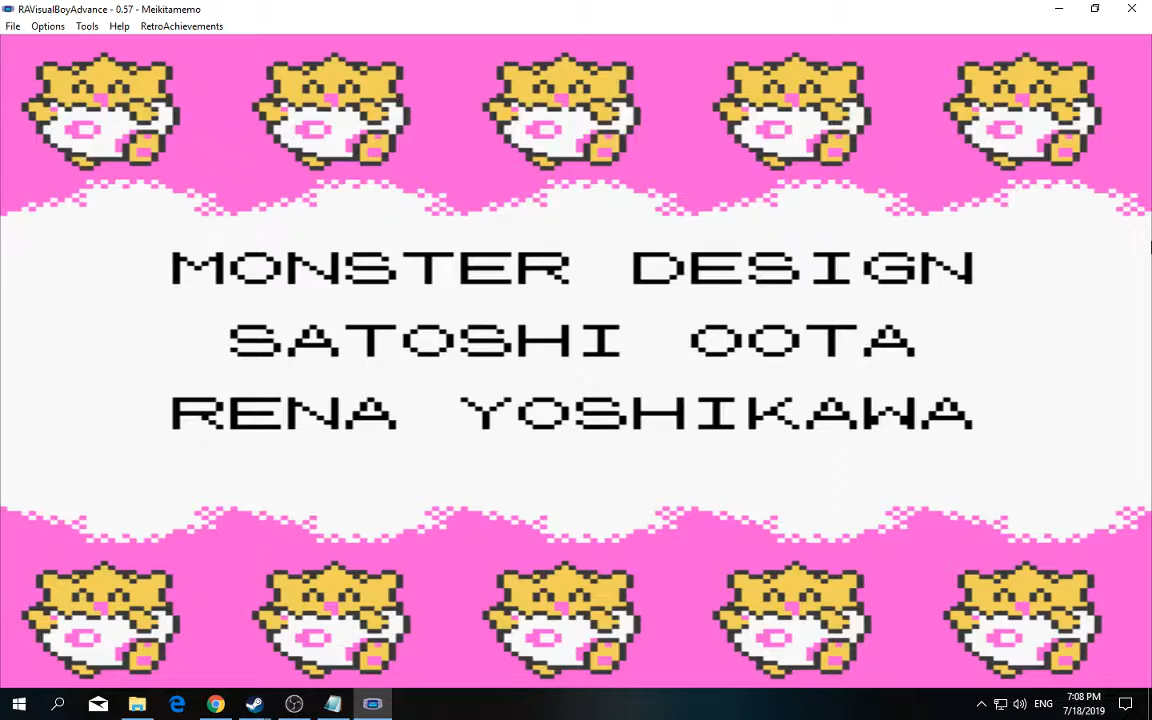 RAVisualBoyAdvance - 0.57 - Meikitamemo
File Options Tools Help RetroAchievements
MONSTER DESIGN
SATOSHI OOTA
RENA YOSHIKAWA
ENG
7:08 PM
7/18/2019